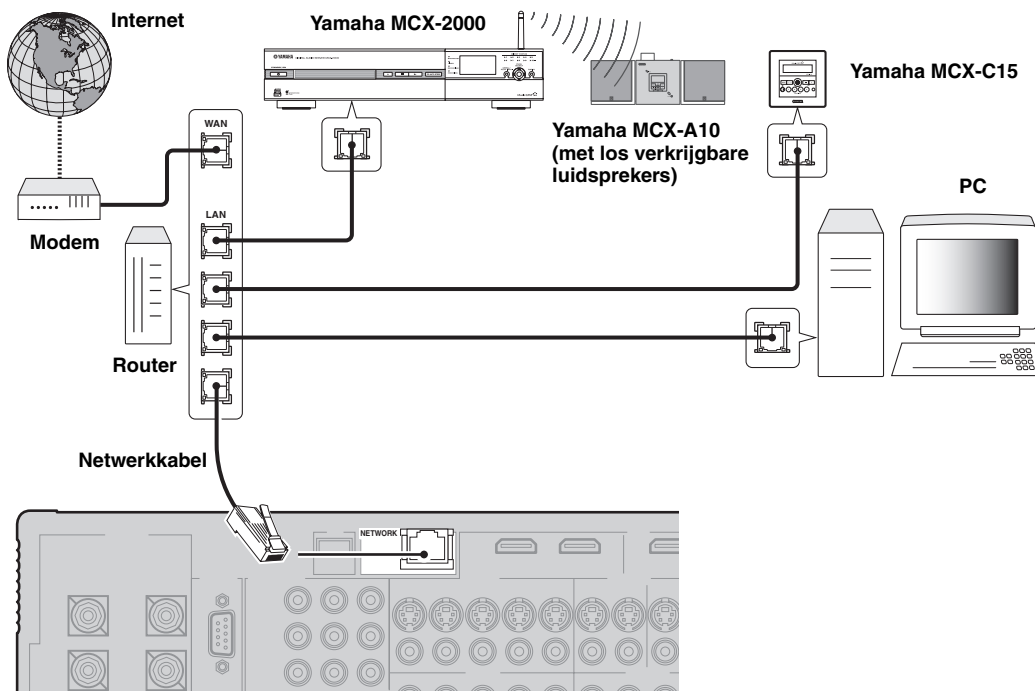 Internet
Yamaha MCX-2000
YAMAHA
Yamaha MCX-A10
(met los verkrijgbare
luidsprekers)
Yamaha MCX-C15
PC
WAN
LAN
Modem
Router
Netwerkkabel
NETWORK